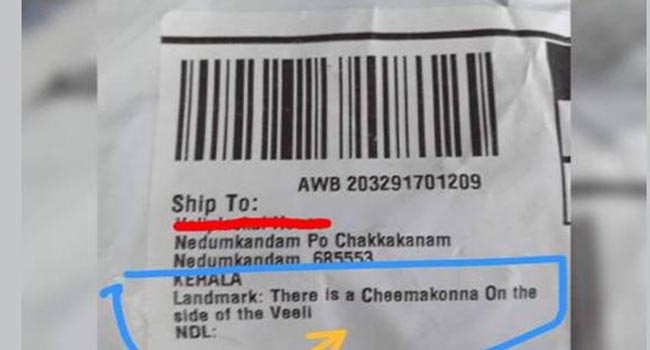 AWB 203291701209
Ship To:
Nedumkandam Po Chakkakanam
Nedumkandam 685553
KERALA
Landmark: There is a Cheemakonna On the
side of the Veeli
NDL: